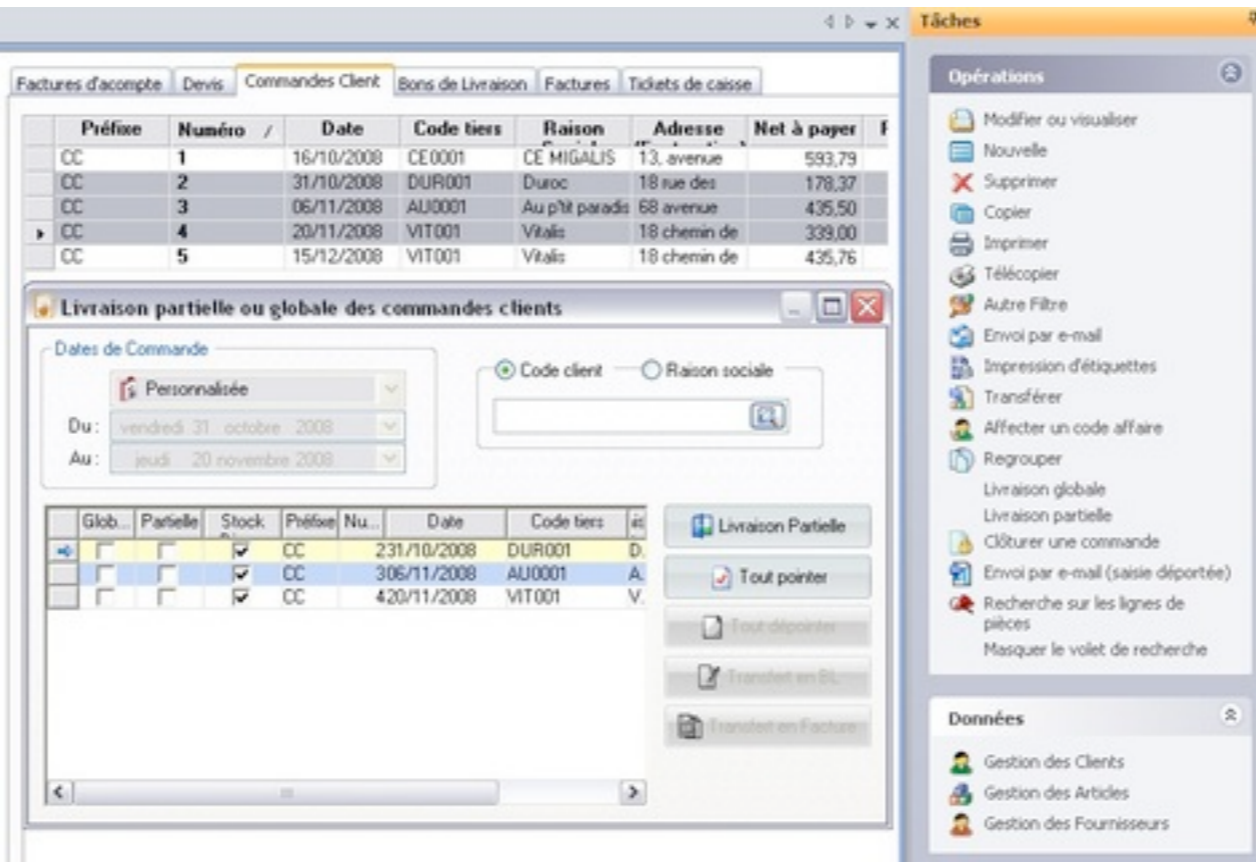 Tâches
Factures d'acompte Devis Commandes Client Bons de Livraison Factures Tickets de caisse
Préfixe Numéro / Date Code tiers Raison Adresse Net à payer
CC 1 16/10/2008 CE0001 CE MIGALIS 13, avenue 593,79
CC 2 31/10/2008 DUR001 Duroc 18 rue des 178,37
CC 3 06/11/2008 AU0001 Au p'tit paradis 68 avenue 435,50
CC 4 20/11/2008 VIT001 Vitalis 18 chemin de 339,00
CC 5 15/12/2008 VIT001 Vitalis 18 chemin de 435,76
Livraison partielle ou globale des commandes clients
Dates de Commande
Personnalisée
Du : vendredi 31 octobre 2008
Au : jeudi 20 novembre 2008
Code client Raison sociale
Glob... Partielle Stock Préfixe Nu... Date Code tiers
CC 2 31/10/2008 DUR001 D.
CC 3 06/11/2008 AU0001 A.
CC 4 20/11/2008 VIT001 V.
Livraison Partielle
Tout pointer
Tout dépointer
Transfert en BL
Transfert en Facture
Opérations
Modifier ou visualiser
Nouvelle
Supprimer
Copier
Imprimer
Télécopier
Autre Filtre
Envoi par e-mail
Impression d'étiquettes
Transférer
Affecter un code affaire
Regrouper
Livraison globale
Livraison partielle
Clôturer une commande
Envoi par e-mail (saisie déportée)
Recherche sur les lignes de
pièces
Masquer le volet de recherche
Données
Gestion des Clients
Gestion des Articles
Gestion des Fournisseurs